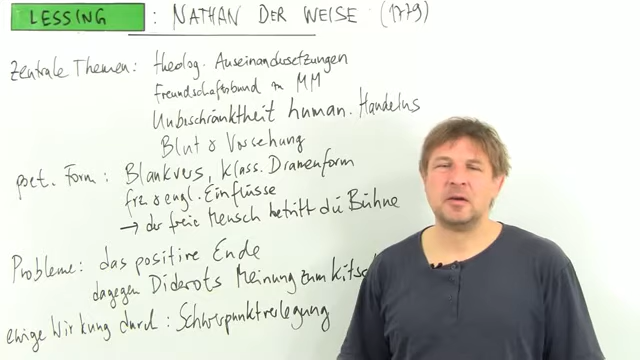 LESSING : NATHAN DER WEISE (1779)
Zentrale Themen: theolog. Auseinandersetzungen
Freundschaftsbund m MM
Unbeschränktheit human. Handelns
Blut & Vorsehung
poet. Form: Blankvers, klass. Dramenform
frz. & engl. Einflüsse
→ der freie Mensch betritt die Bühne
Probleme: das positive Ende
dagegen Diderots Meinung zum Kitsch
ewige Wirkung durch: Schwerpunktverlegung